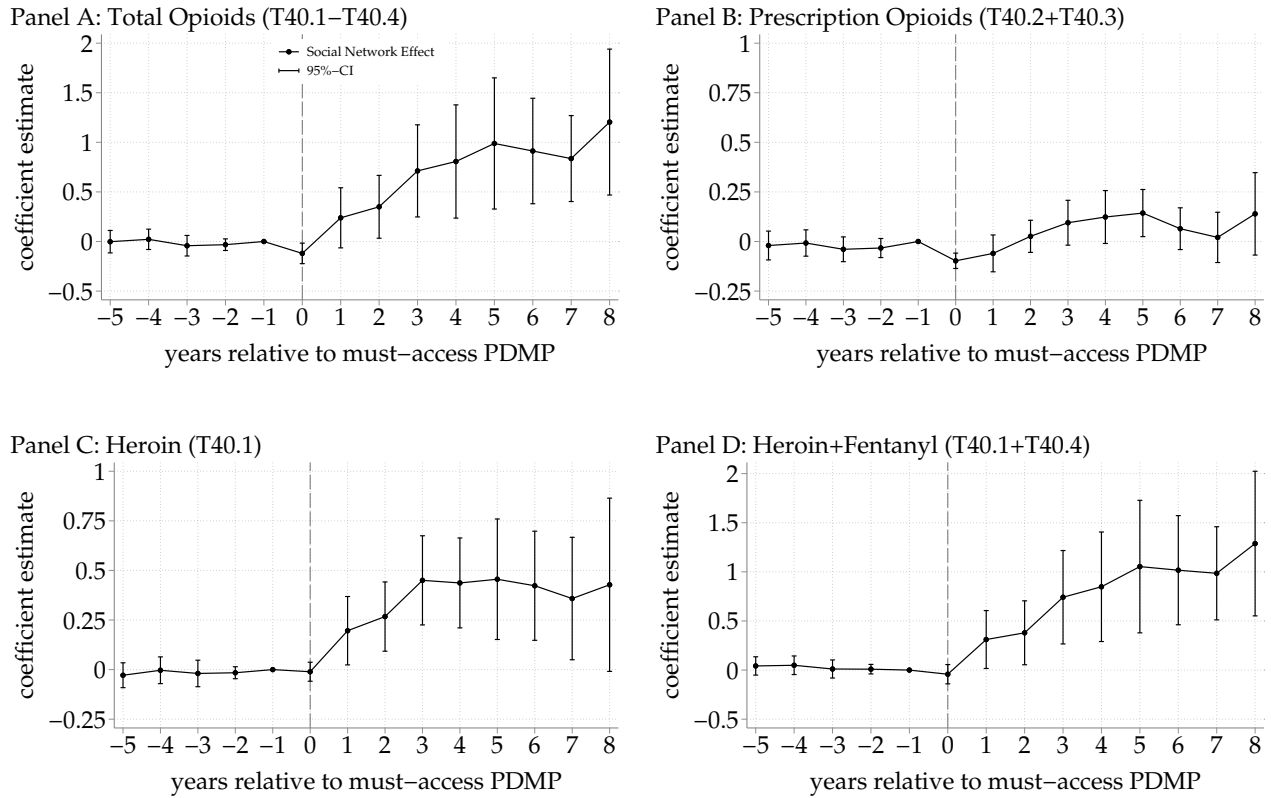 Panel A: Total Opioids (T40.1−T40.4)
2
1.5
1
0.5
0
−0.5
coefficient estimate
Social Network Effect
95%−CI
−5 −4 −3 −2 −1 0 1 2 3 4 5 6 7 8
years relative to must−access PDMP
Panel B: Prescription Opioids (T40.2+T40.3)
1
0.75
0.5
0.25
0
−0.25
coefficient estimate
−5 −4 −3 −2 −1 0 1 2 3 4 5 6 7 8
years relative to must−access PDMP
Panel C: Heroin (T40.1)
1
0.75
0.5
0.25
0
−0.25
coefficient estimate
−5 −4 −3 −2 −1 0 1 2 3 4 5 6 7 8
years relative to must−access PDMP
Panel D: Heroin+Fentanyl (T40.1+T40.4)
2
1.5
1
0.5
0
−0.5
coefficient estimate
−5 −4 −3 −2 −1 0 1 2 3 4 5 6 7 8
years relative to must−access PDMP